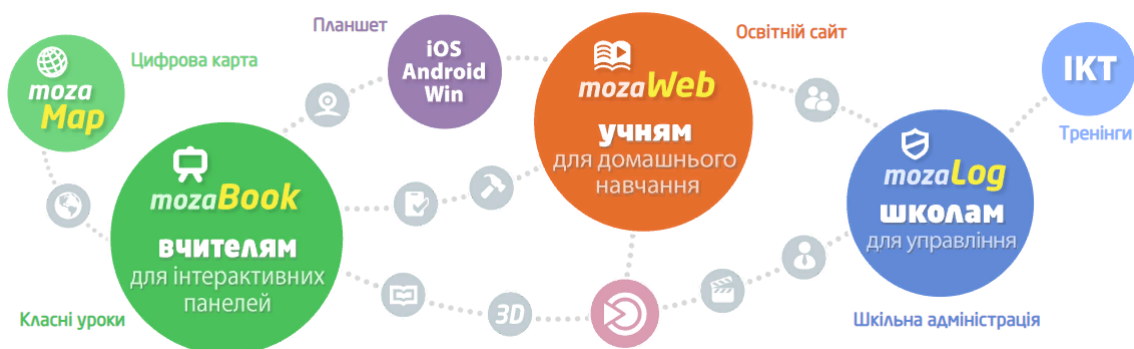 Планшет
Цифрова карта
moza
Map
iOS
Android
Win
Освітній сайт
mozaWeb
учням
для домашнього
навчання
ІКТ
Тренінги
mozaBook
вчителям
для інтерактивних
панелей
Класні уроки
3D
mozaLog
школам
для управління
Шкільна адміністрація